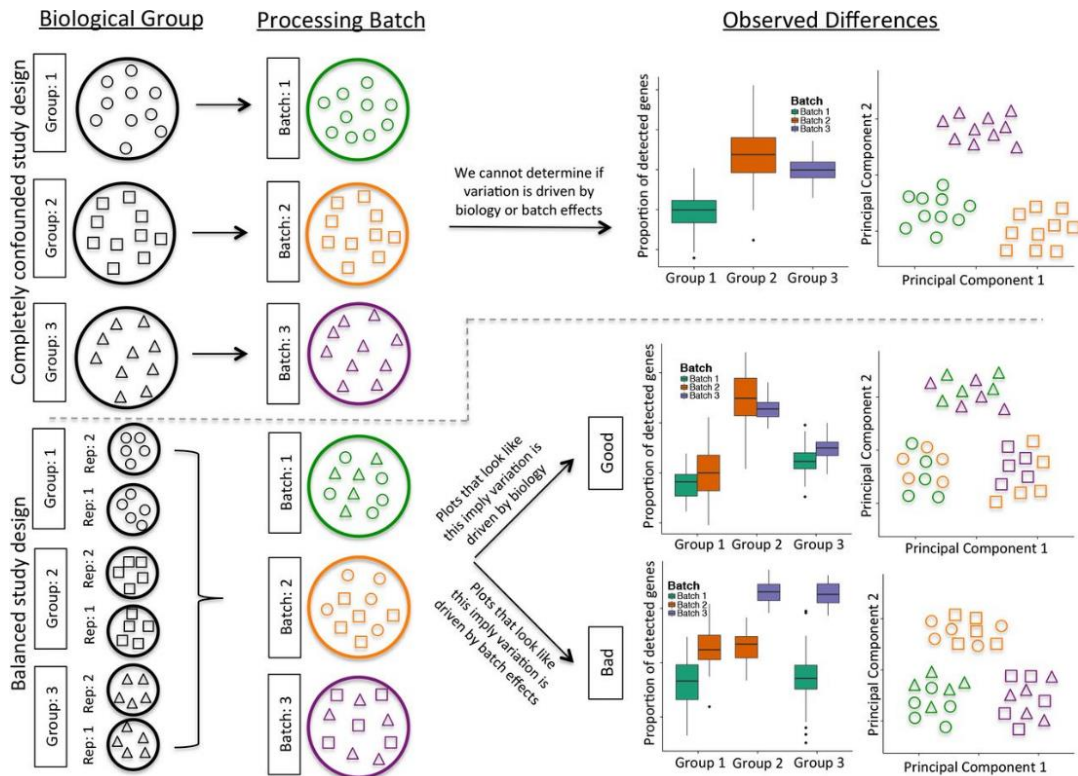 Biological Group
Processing Batch
Observed Differences
Completely confounded study design
Group: 1
Group: 2
Group: 3
Batch: 1
Batch: 2
Batch: 3
We cannot determine if
variation is driven by
biology or batch effects
Proportion of detected genes
Batch
Batch 1
Batch 2
Batch 3
Group 1 Group 2 Group 3
Principal Component 2
Principal Component 1
Balanced study design
Group: 1
Rep: 2
Rep: 1
Group: 2
Rep: 2
Rep: 1
Group: 3
Rep: 2
Rep: 1
Batch: 1
Batch: 2
Batch: 3
Plots that look like
this imply variation is
driven by biology
Good
Proportion of detected genes
Batch
Batch 1
Batch 2
Batch 3
Group 1 Group 2 Group 3
Principal Component 2
Principal Component 1
Plots that look like
this imply variation is
driven by batch effects
Bad
Proportion of detected genes
Batch
Batch 1
Batch 2
Batch 3
Group 1 Group 2 Group 3
Principal Component 2
Principal Component 1